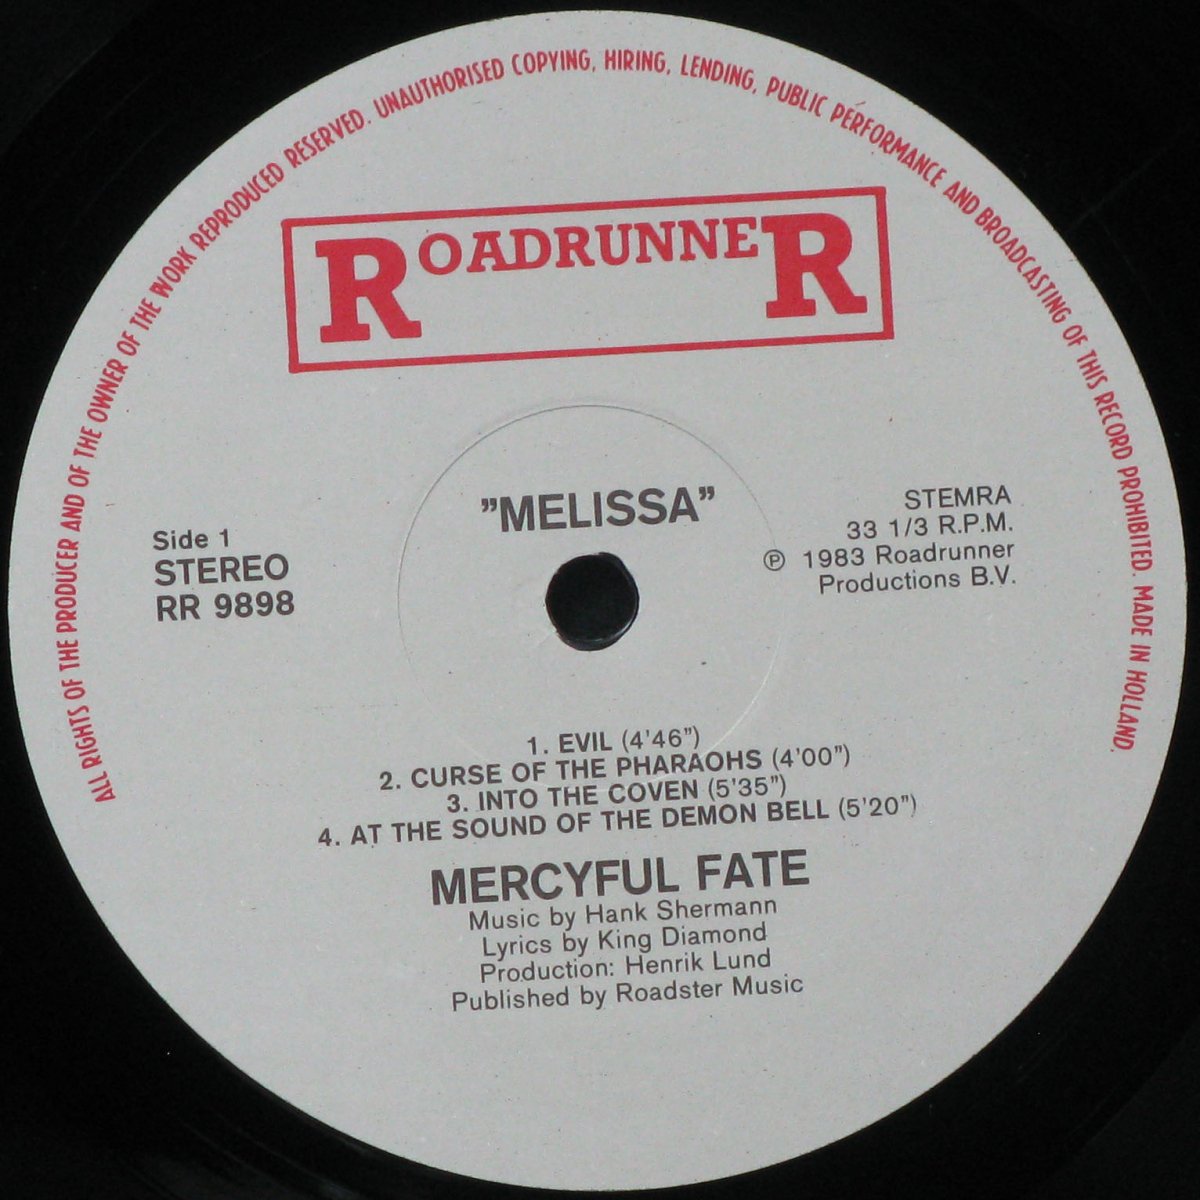 ALL RIGHTS OF THE PRODUCER AND OF THE OWNER OF THE WORK REPRODUCED RESERVED. UNAUTHORISED COPYING, HIRING, LENDING, PUBLIC PERFORMANCE AND BROADCASTING OF THIS RECORD PROHIBITED. MADE IN HOLLAND.
ROADRUNNER
”MELISSA”
Side 1
STEREO
RR 9898
STEMRA
33 1/3 R.P.M.
℗ 1983 Roadrunner
Productions B.V.
1. EVIL (4'46”)
2. CURSE OF THE PHARAOHS (4'00”)
3. INTO THE COVEN (5'35”)
4. AT THE SOUND OF THE DEMON BELL (5'20”)
MERCYFUL FATE
Music by Hank Shermann
Lyrics by King Diamond
Production: Henrik Lund
Published by Roadster Music